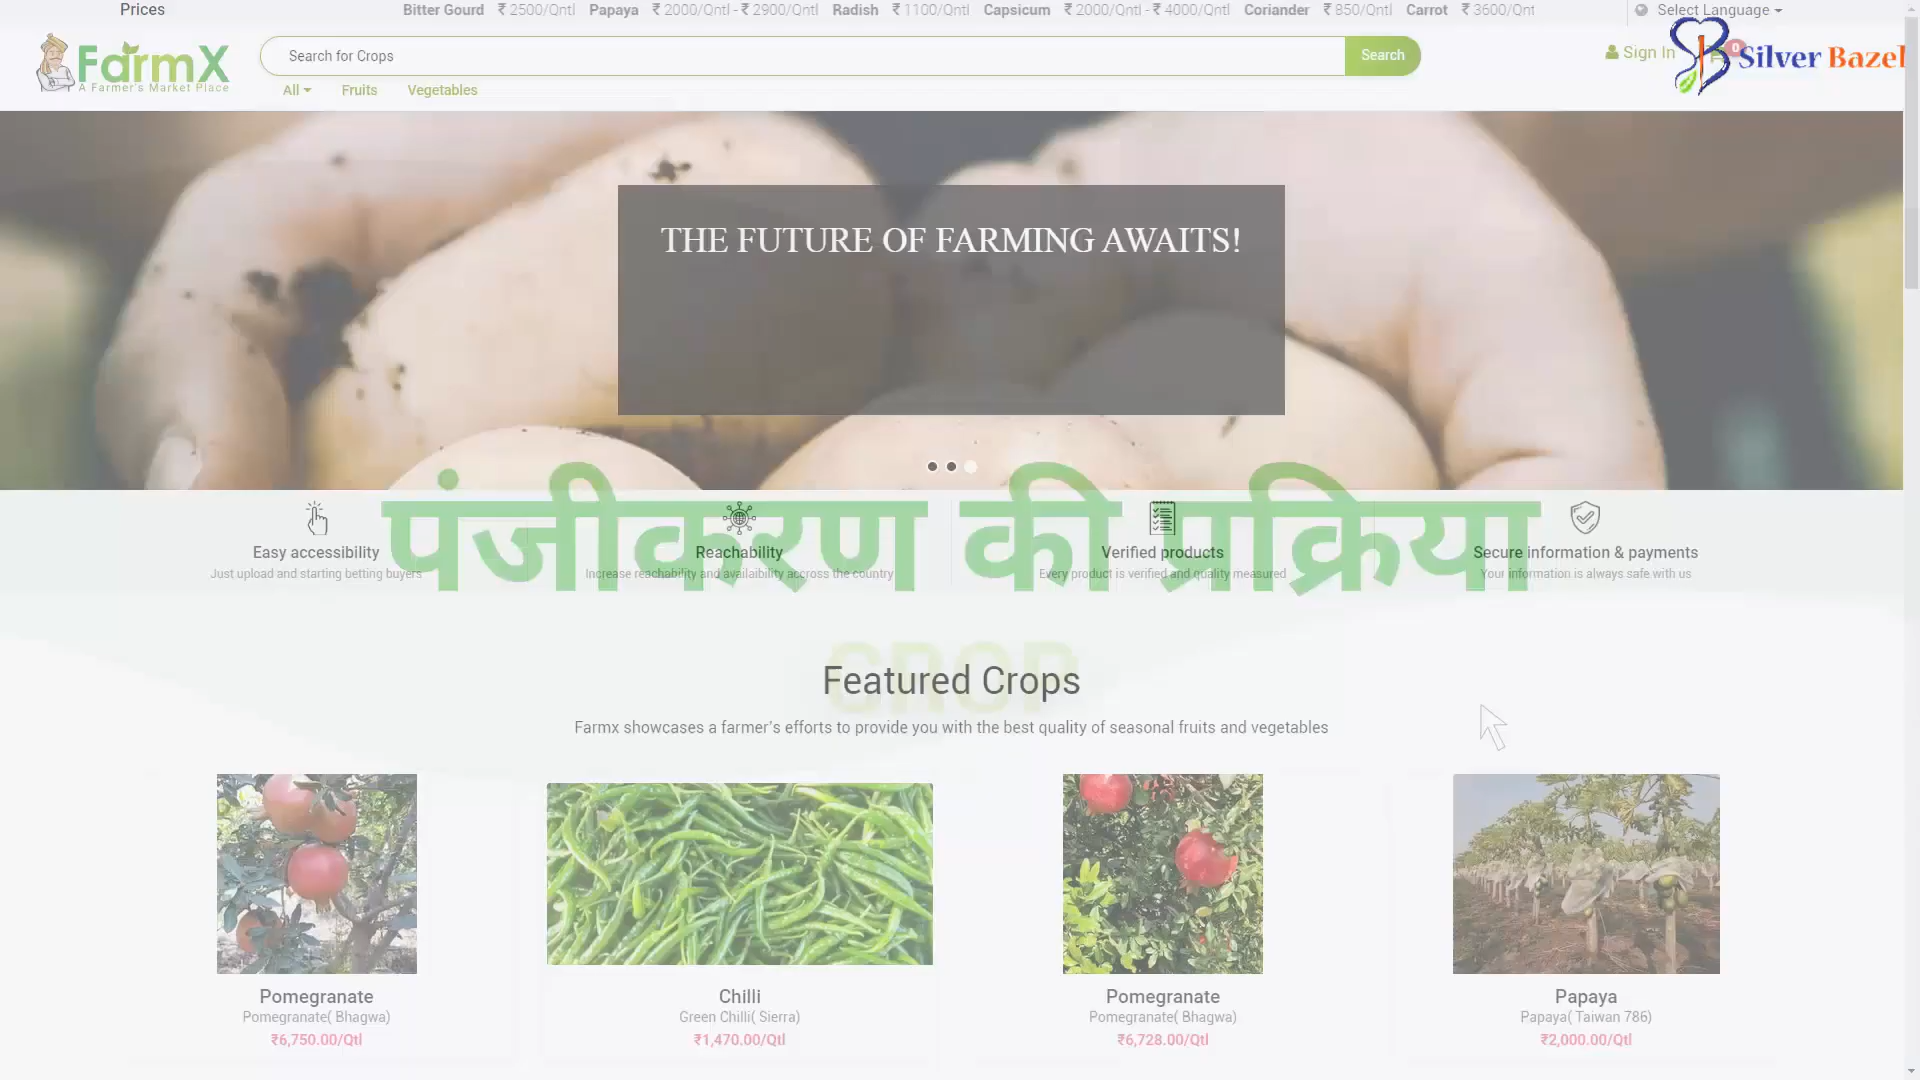 Prices
Bitter Gourd ₹ 2500/Qntl Papaya ₹ 2000/Qntl - ₹ 2900/Qntl Radish ₹ 1100/Qntl Capsicum ₹ 2000/Qntl - ₹ 4000/Qntl Coriander ₹ 850/Qntl Carrot ₹ 3600/Qnt
Select Language
FarmX
A Farmer's Market Place
Search for Crops
Search
Sign In
0
Silver Bazel
All
Fruits
Vegetables
THE FUTURE OF FARMING AWAITS!
पंजीकरण की प्रक्रिया
Easy accessibility
Just upload and starting betting buyers
Reachability
Increase reachability and availaibility accross the country
Verified products
Every product is verified and quality measured
Secure information & payments
Your information is always safe with us
CROP
Featured Crops
Farmx showcases a farmer's efforts to provide you with the best quality of seasonal fruits and vegetables
Pomegranate
Pomegranate( Bhagwa)
₹6,750.00/Qtl
Chilli
Green Chilli( Sierra)
₹1,470.00/Qtl
Pomegranate
Pomegranate( Bhagwa)
₹6,728.00/Qtl
Papaya
Papaya( Taiwan 786)
₹2,000.00/Qtl